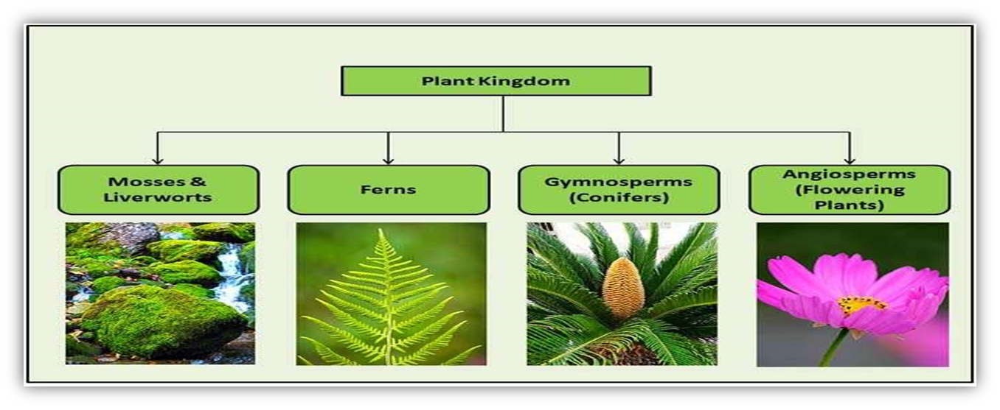 Plant Kingdom
Mosses &
Liverworts
Ferns
Gymnosperms
(Conifers)
Angiosperms
(Flowering
Plants)